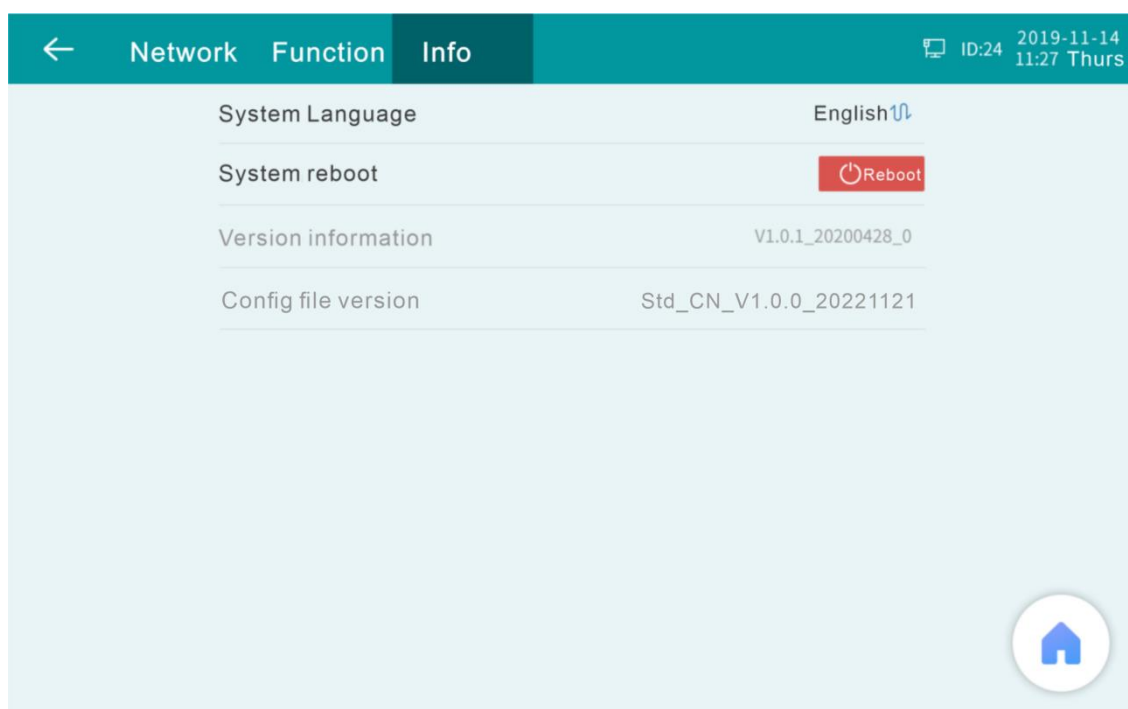 Network Function Info ID:24 2019-11-14
11:27 Thurs
System Language English
System reboot Reboot
Version information V1.0.1_20200428_0
Config file version Std_CN_V1.0.0_20221121